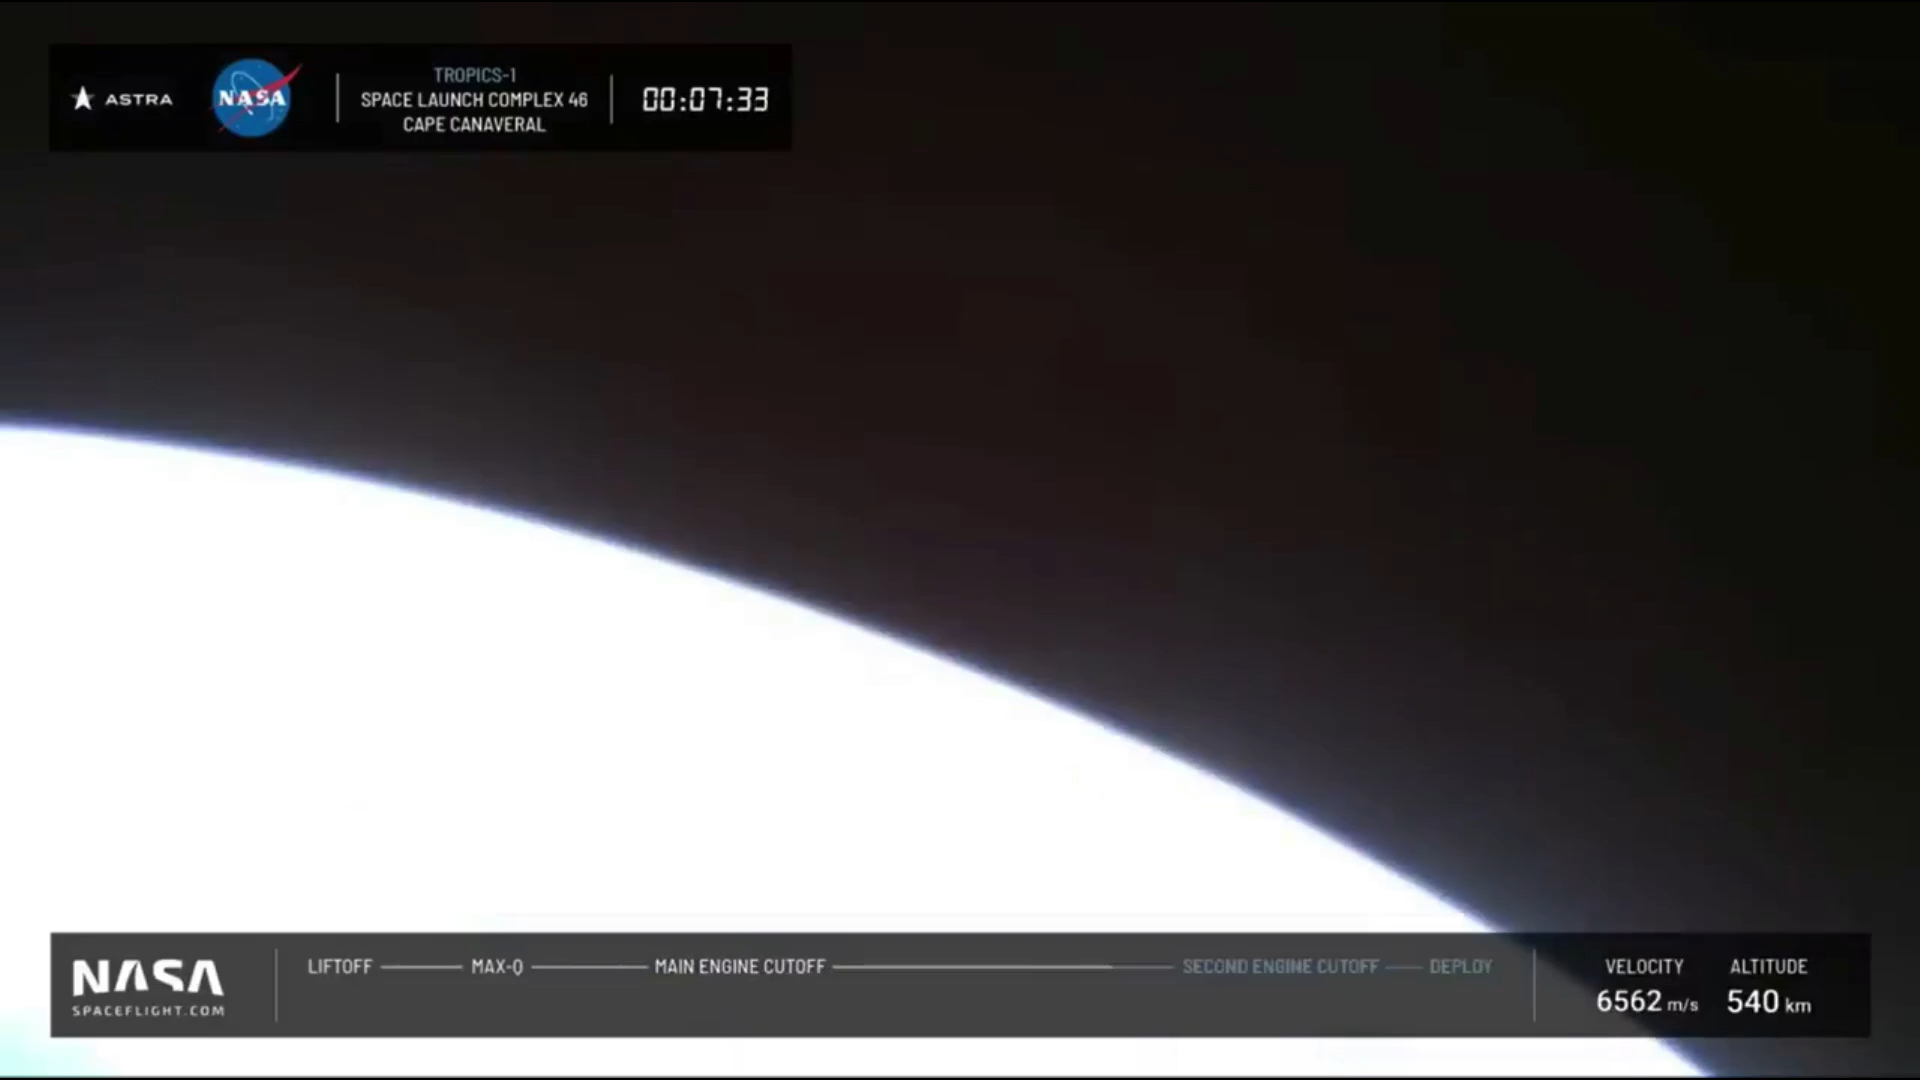 ASTRA
NASA
TROPICS-1
SPACE LAUNCH COMPLEX 46
CAPE CANAVERAL
00:07:33
NASA
SPACEFLIGHT.COM
LIFTOFF
MAX-Q
MAIN ENGINE CUTOFF
SECOND ENGINE CUTOFF
DEPLOY
VELOCITY
6562 m/s
ALTITUDE
540 km